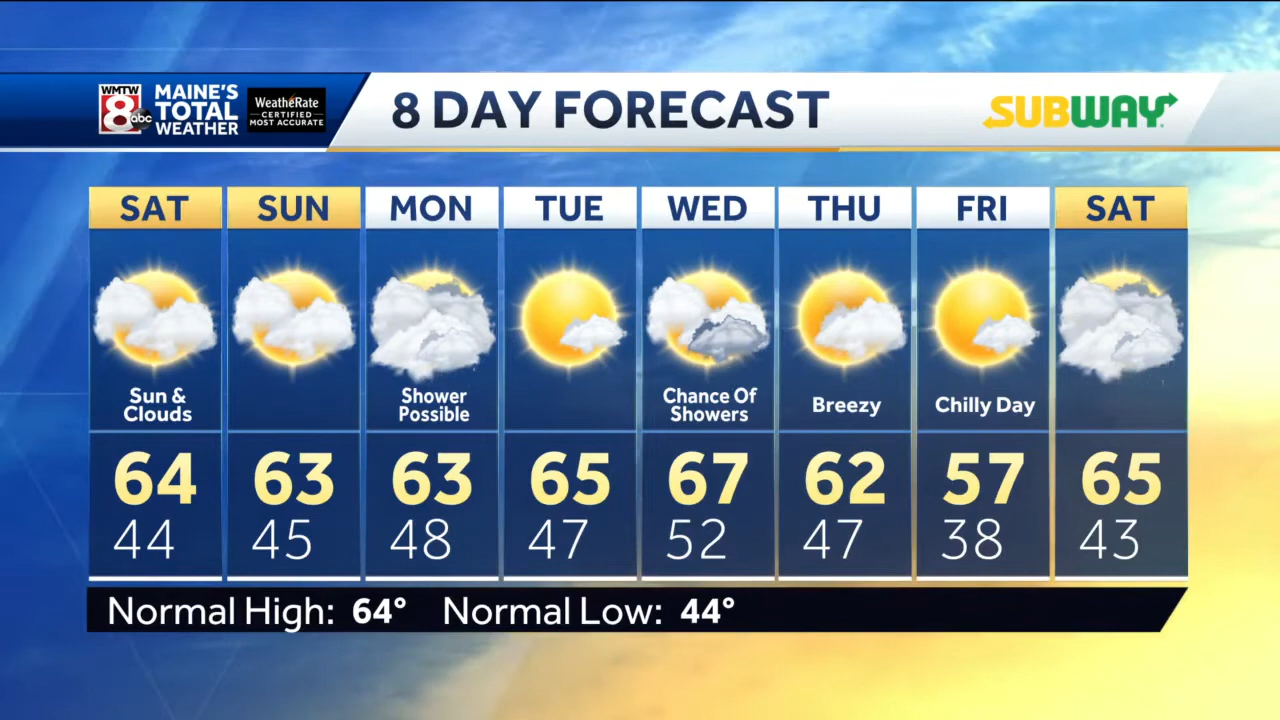 WMTW
8
abc
MAINE'S
TOTAL
WEATHER
WeatheRate
CERTIFIED
MOST ACCURATE
8 DAY FORECAST
SUBWAY
SAT SUN MON TUE WED THU FRI SAT
Sun &
Clouds
Shower
Possible
Chance Of
Showers
Breezy
Chilly Day
64 63 63 65 67 62 57 65
44 45 48 47 52 47 38 43
Normal High: 64° Normal Low: 44°